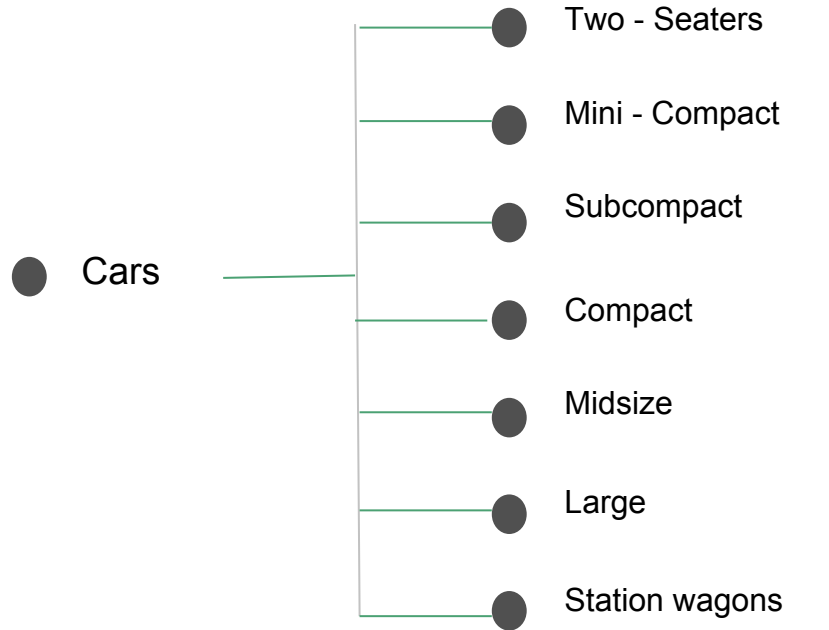 Two - Seaters
Mini - Compact
Subcompact
Cars
Compact
Midsize
Large
Station wagons